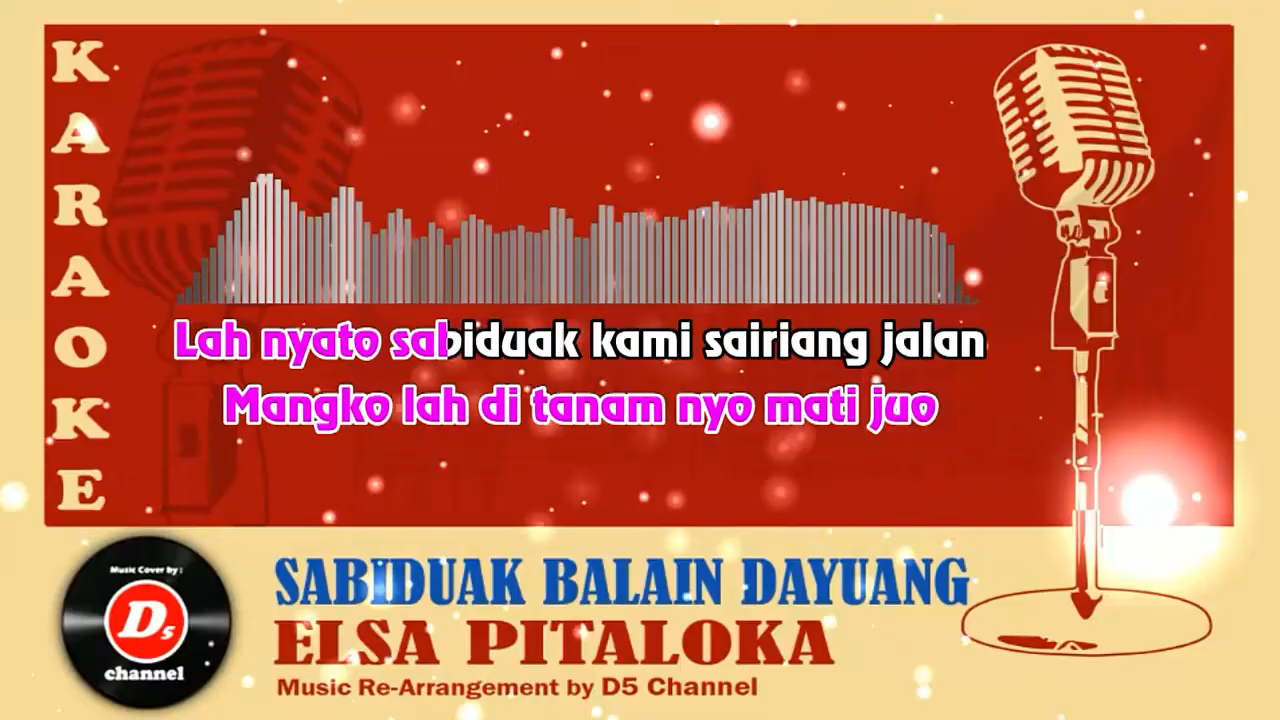 KARAOKE
Lah nyato sabiduak kami sairiang jalan
Mangko lah di tanam nyo mati juo
Music Cover by :
D5
channel
SABIDUAK BALAIN DAYUANG
ELSA PITALOKA
Music Re-Arrangement by D5 Channel